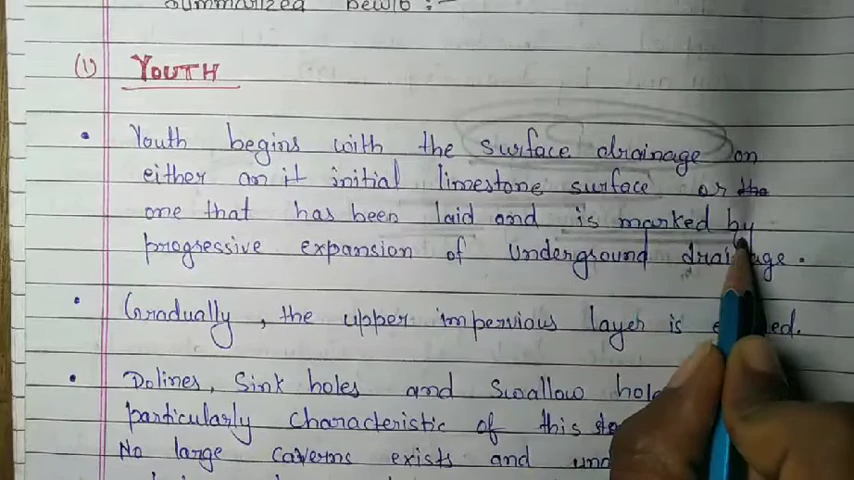 summarized below :-
(1) YOUTH
• Youth begins with the surface drainage on
either an it initial limestone surface or the
one that has been laid and is marked by
progressive expansion of underground drainage.
• Gradually, the upper impervious layer is
• Dolines, Sink holes and Swallow
particularly characteristic of this
No large caverns exists and